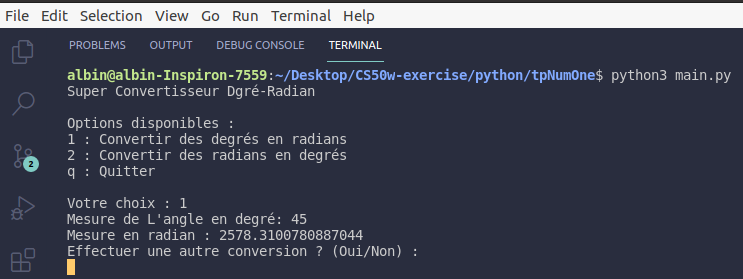 File Edit Selection View Go Run Terminal Help
PROBLEMS OUTPUT DEBUG CONSOLE TERMINAL
albin@albin-Inspiron-7559:~/Desktop/CS50w-exercise/python/tpNumOne$ python3 main.py
Super Convertisseur Dgré-Radian
Options disponibles :
1 : Convertir des degrés en radians
2 : Convertir des radians en degrés
q : Quitter
2
Votre choix : 1
Mesure de L'angle en degré: 45
Mesure en radian : 2578.3100780887044
Effectuer une autre conversion ? (Oui/Non) :